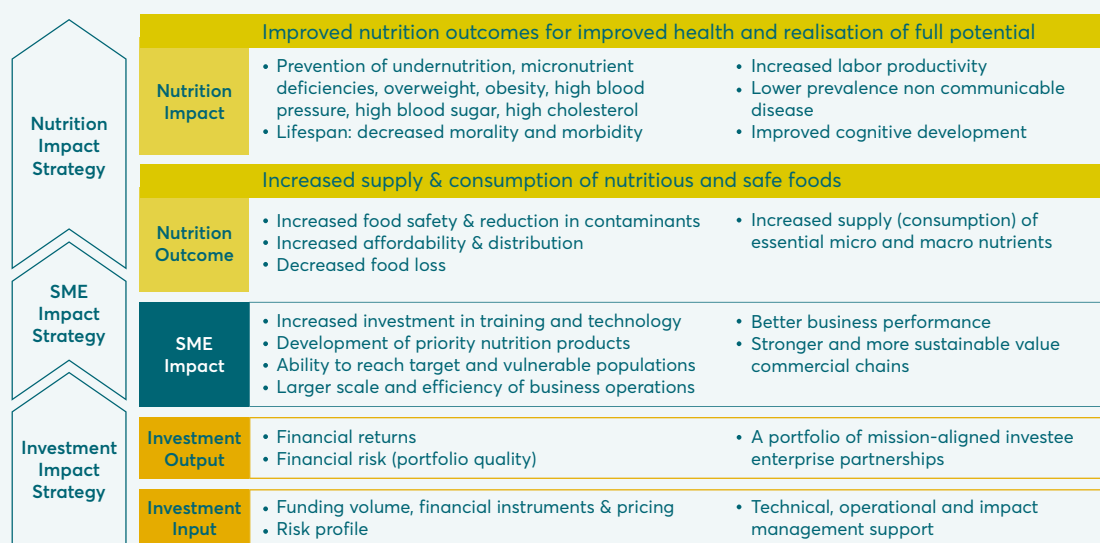 Nutrition
Impact
Strategy
SME
Impact
Strategy
Investment
Impact
Strategy
Improved nutrition outcomes for improved health and realisation of full potential
Nutrition
Impact
• Prevention of undernutrition, micronutrient
deficiencies, overweight, obesity, high blood
pressure, high blood sugar, high cholesterol
• Lifespan: decreased morality and morbidity
• Increased labor productivity
• Lower prevalence non communicable
disease
• Improved cognitive development
Increased supply & consumption of nutritious and safe foods
Nutrition
Outcome
• Increased food safety & reduction in contaminants
• Increased affordability & distribution
• Decreased food loss
• Increased supply (consumption) of
essential micro and macro nutrients
SME
Impact
• Increased investment in training and technology
• Development of priority nutrition products
• Ability to reach target and vulnerable populations
• Larger scale and efficiency of business operations
• Better business performance
• Stronger and more sustainable value
commercial chains
Investment
Output
• Financial returns
• Financial risk (portfolio quality)
• A portfolio of mission-aligned investee
enterprise partnerships
Investment
Input
• Funding volume, financial instruments & pricing
• Risk profile
• Technical, operational and impact
management support